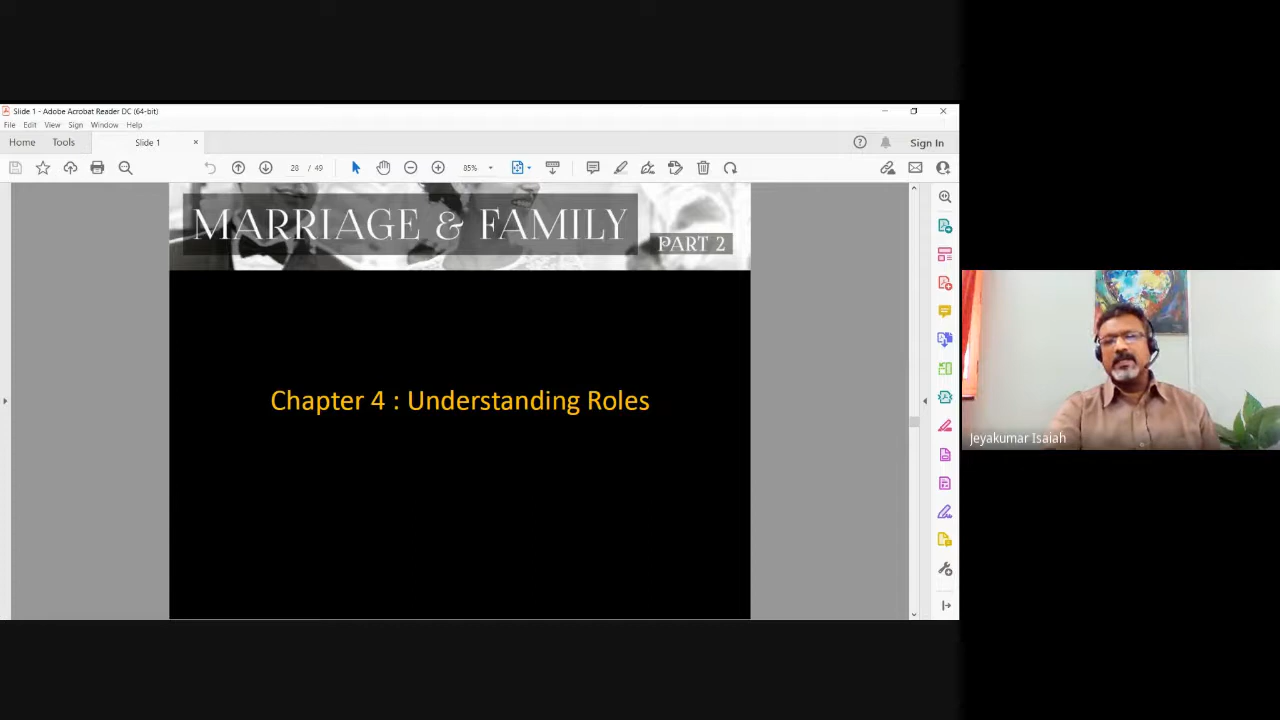 Slide 1 - Adobe Acrobat Reader DC (64-bit)
File Edit View Sign Window Help
Home Tools Slide 1 Sign In
28 / 49 85%
MARRIAGE & FAMILY
PART 2
Chapter 4 : Understanding Roles
Jeyakumar Isaiah